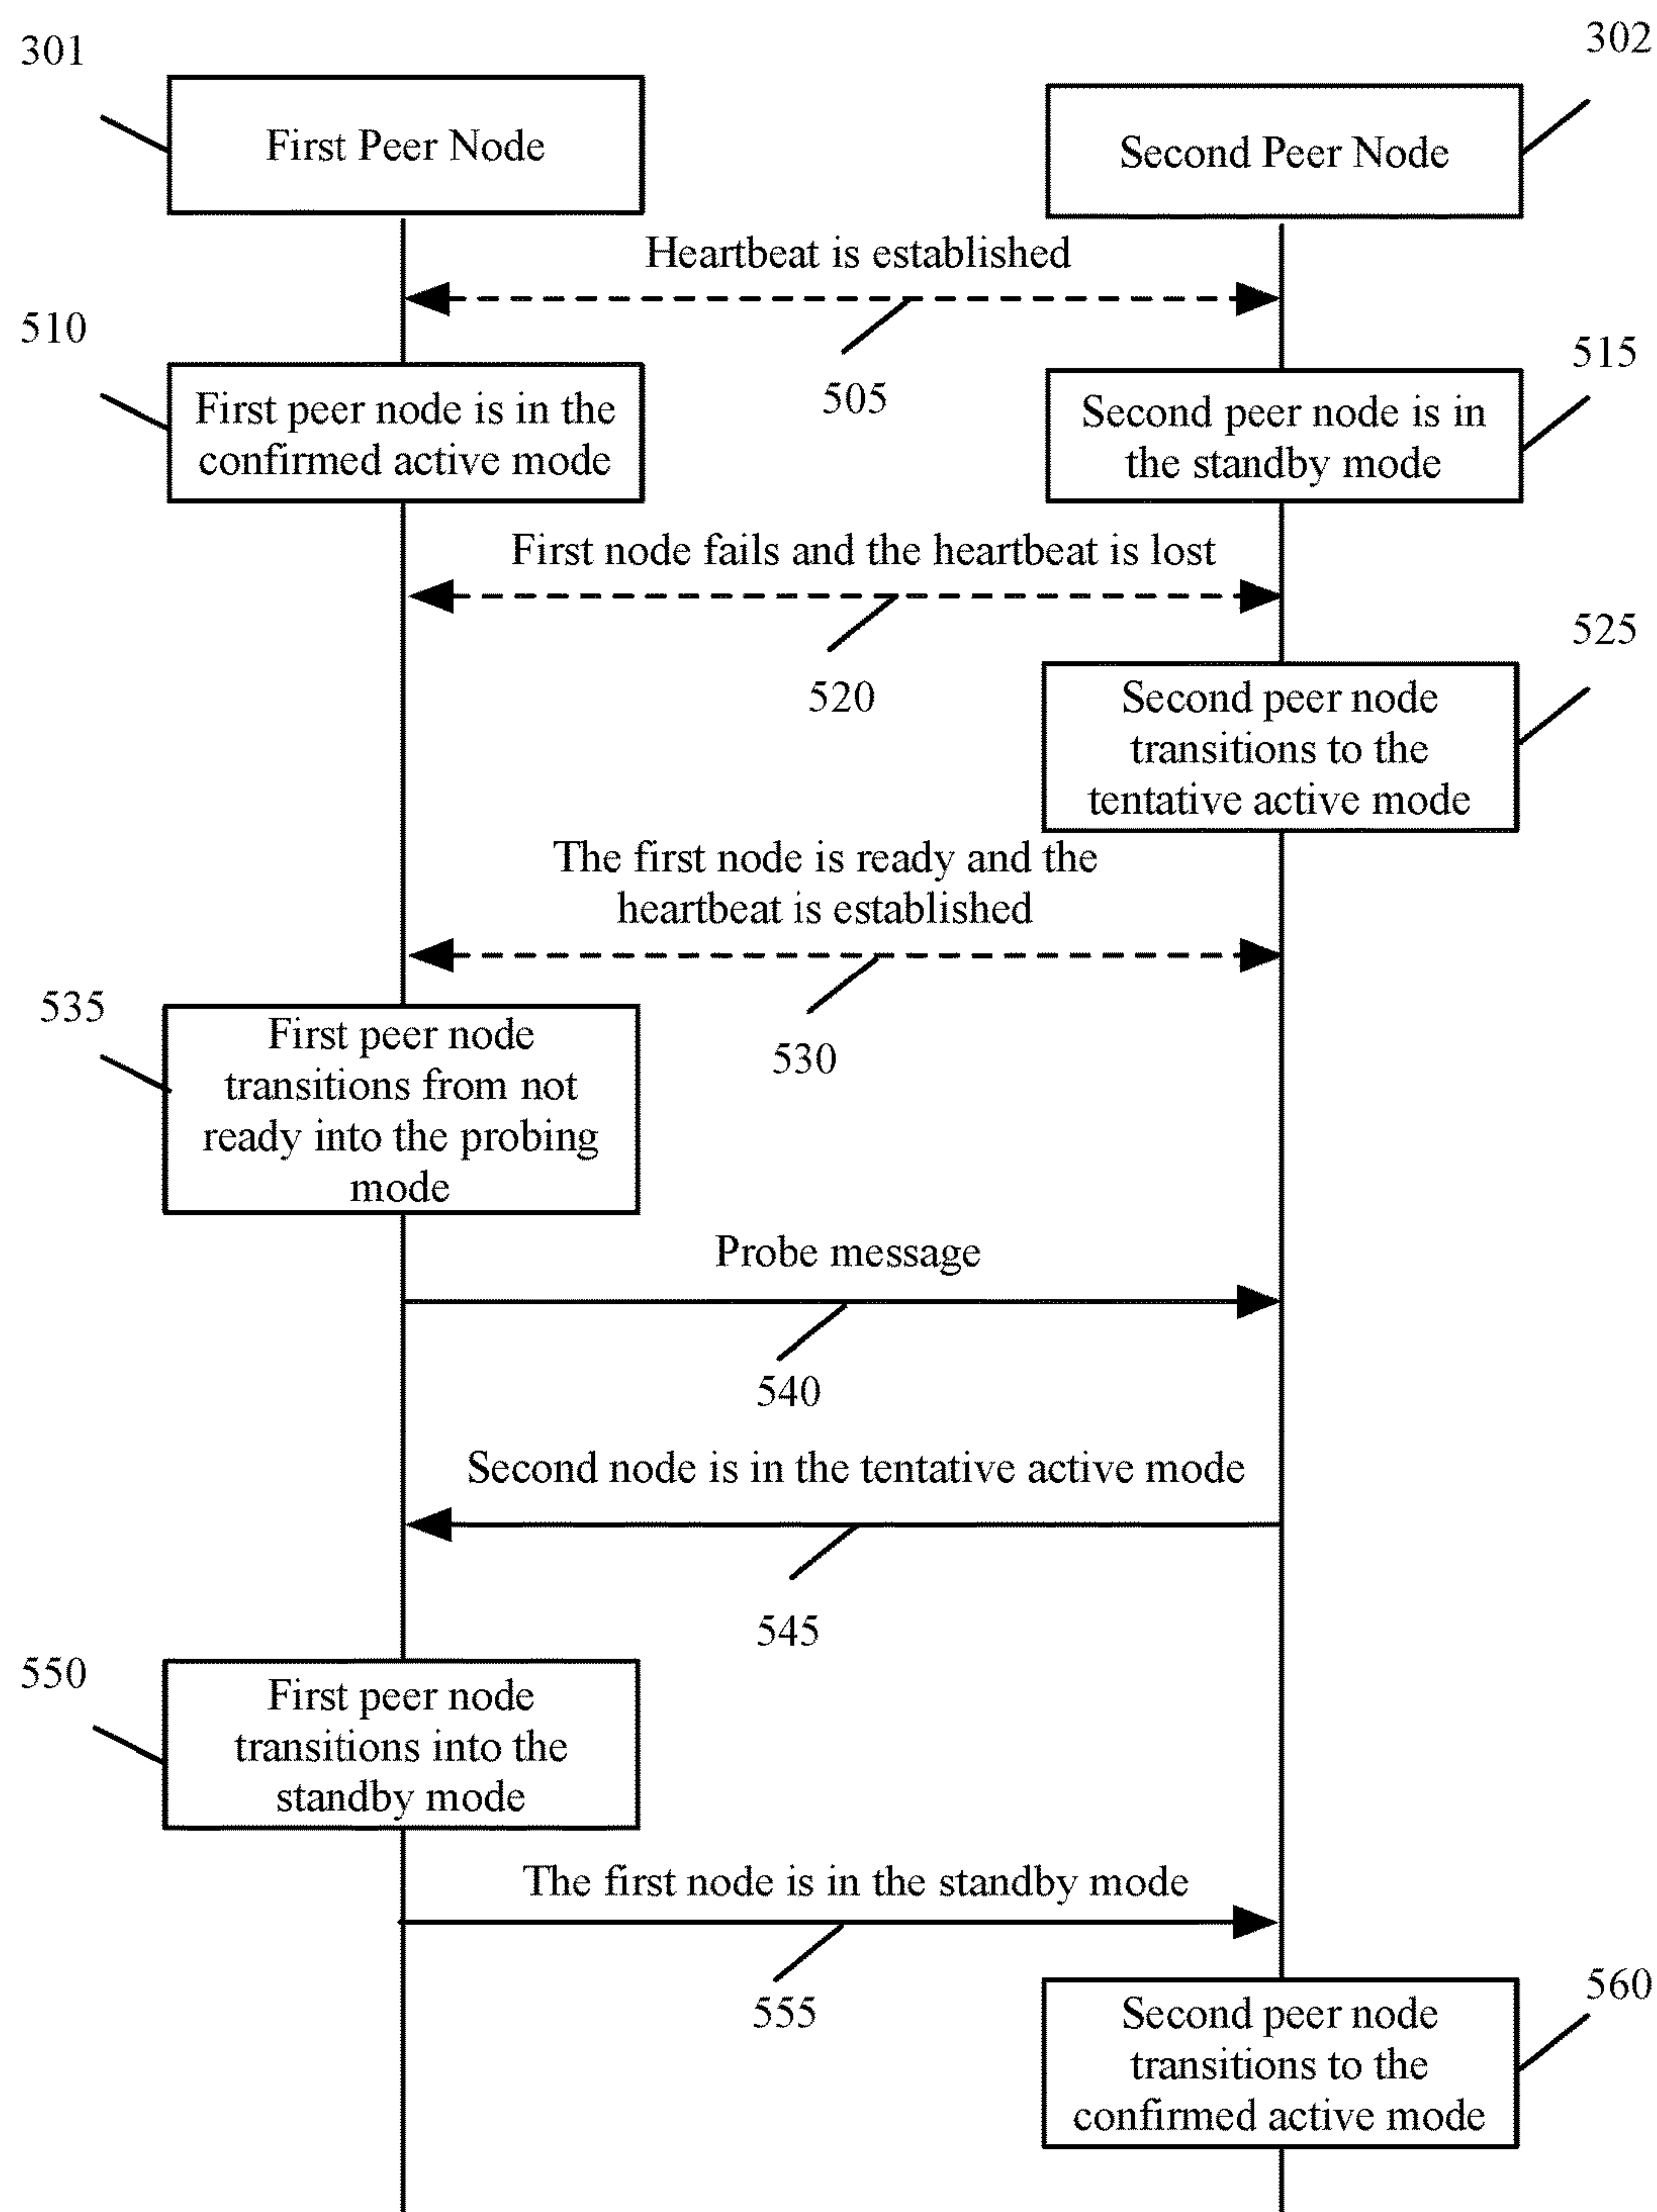 301
302
First Peer Node
Second Peer Node
Heartbeat is established
505
510
First peer node is in the
confirmed active mode
515
Second peer node is in
the standby mode
First node fails and the heartbeat is lost
520
525
Second peer node
transitions to the
tentative active mode
The first node is ready and the
heartbeat is established
530
535
First peer node
transitions from not
ready into the probing
mode
Probe message
540
Second node is in the tentative active mode
545
550
First peer node
transitions into the
standby mode
The first node is in the standby mode
555
560
Second peer node
transitions to the
confirmed active mode